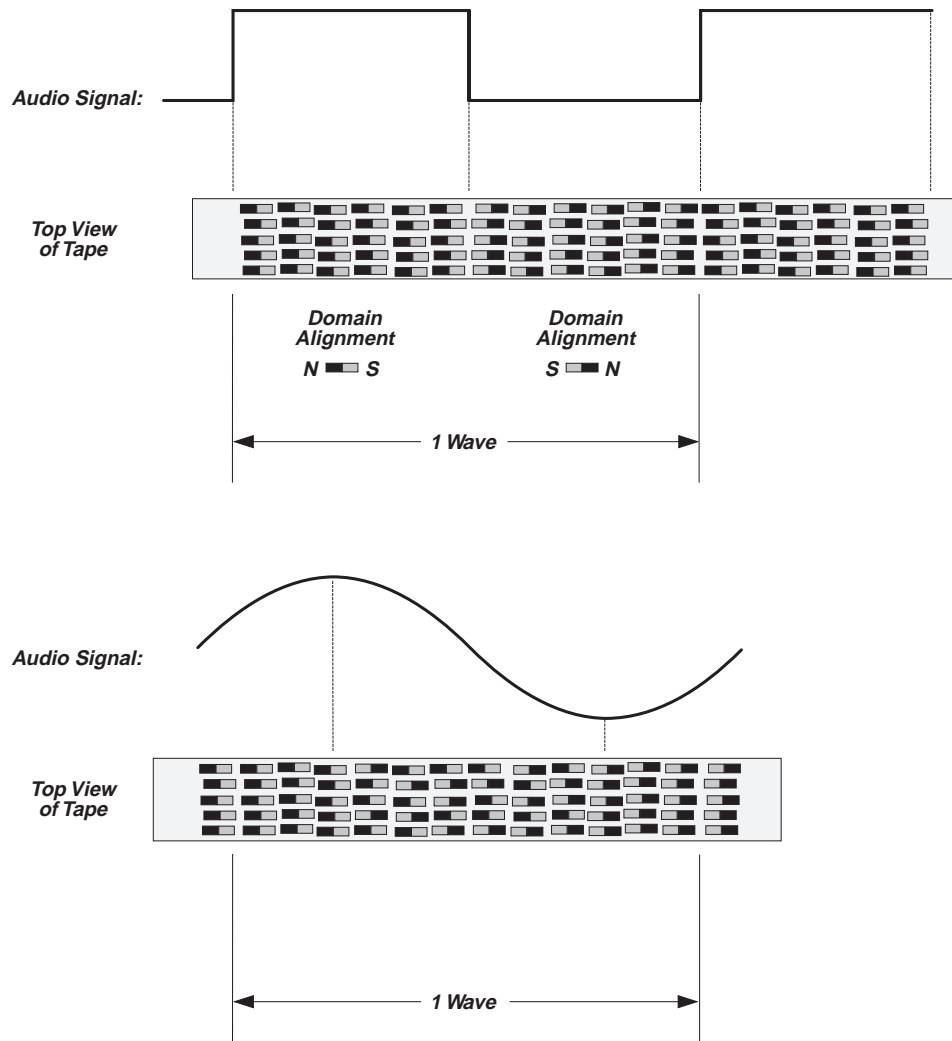 Audio Signal:
Top View
of Tape
Domain
Alignment
N S
Domain
Alignment
S N
1 Wave
Audio Signal:
Top View
of Tape
1 Wave